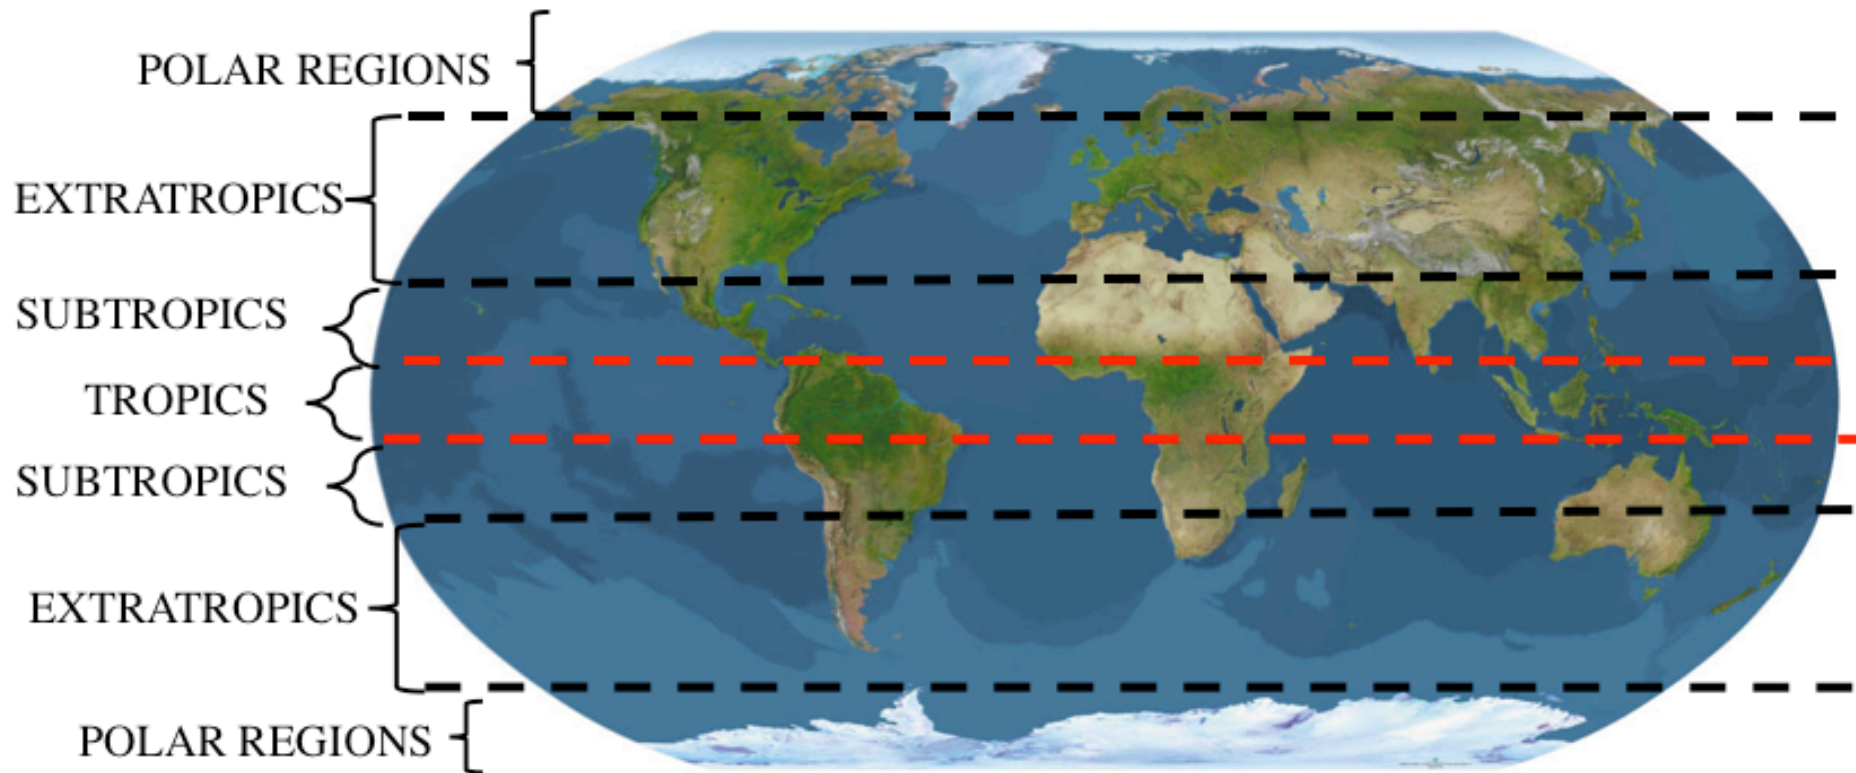 POLAR REGIONS
EXTRATROPICS
SUBTROPICS
TROPICS
SUBTROPICS
EXTRATROPICS
POLAR REGIONS